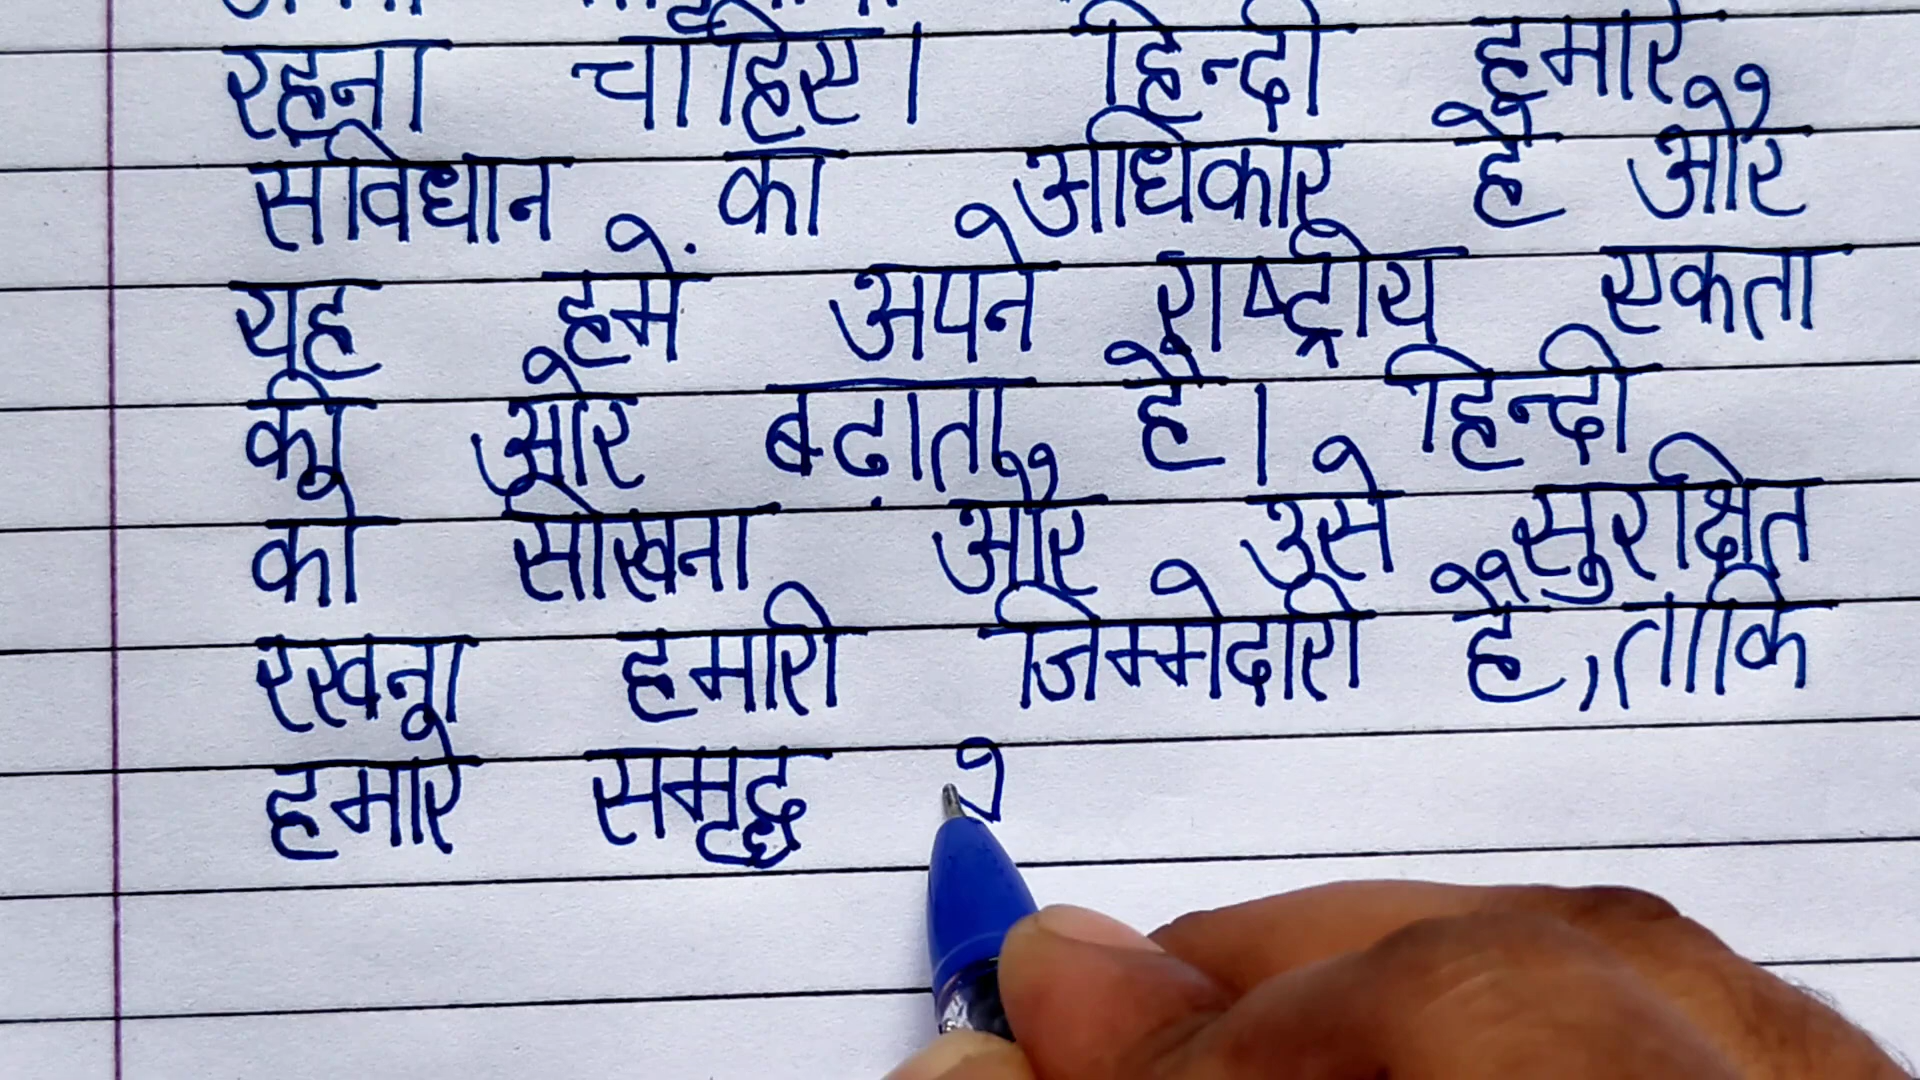 रहना चाहिए। हिन्दी हमारे
संविधान का अधिकार है और
यह हमें अपने राष्ट्रीय एकता
की ओर बढ़ाता है। हिन्दी
को सीखना और उसे सुरक्षित
रखना हमारी जिम्मेदारी है, ताकि
हमारे समृद्ध